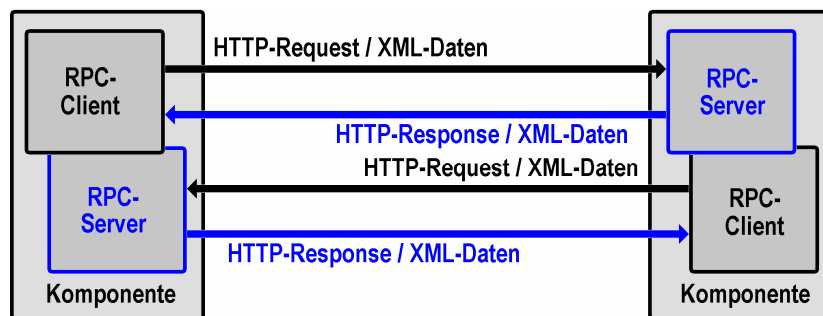 HTTP-Request / XML-Daten
RPC-
Client
RPC-
Server
HTTP-Response / XML-Daten
HTTP-Request / XML-Daten
RPC-
Server
RPC-
Client
HTTP-Response / XML-Daten
Komponente
Komponente